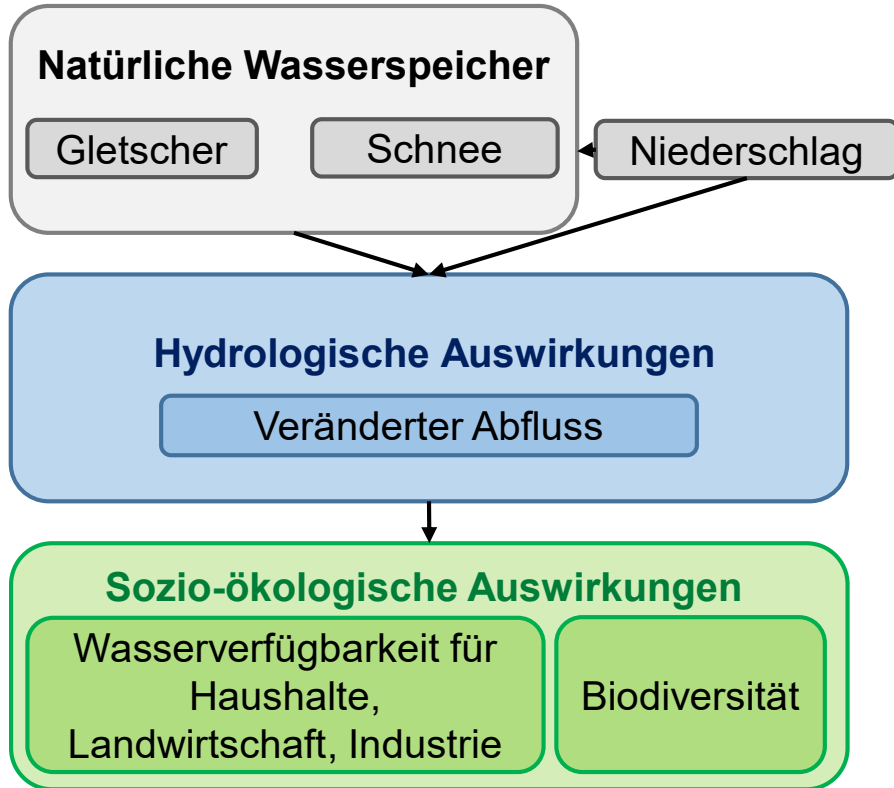 Natürliche Wasserspeicher
Gletscher
Schnee
Niederschlag
Hydrologische Auswirkungen
Veränderter Abfluss
Sozio-ökologische Auswirkungen
Wasserverfügbarkeit für
Haushalte,
Landwirtschaft, Industrie
Biodiversität